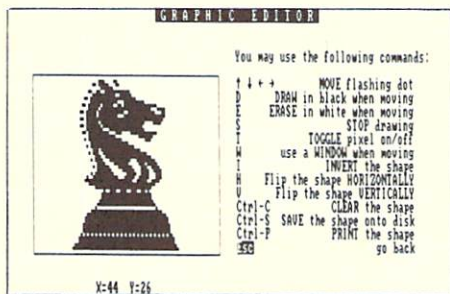 GRAPHIC EDITOR
You may use the following commands:
↑ ↓ ← → MOVE flashing dot
D DRAW in black when moving
E ERASE in white when moving
S STOP drawing
T TOGGLE pixel on/off
W use a WINDOW when moving
I INVERT the shape
H Flip the shape HORIZONTALLY
V Flip the shape VERTICALLY
Ctrl-C CLEAR the shape
Ctrl-S SAVE the shape onto disk
Ctrl-P PRINT the shape
ESC go back
X=44 Y=26